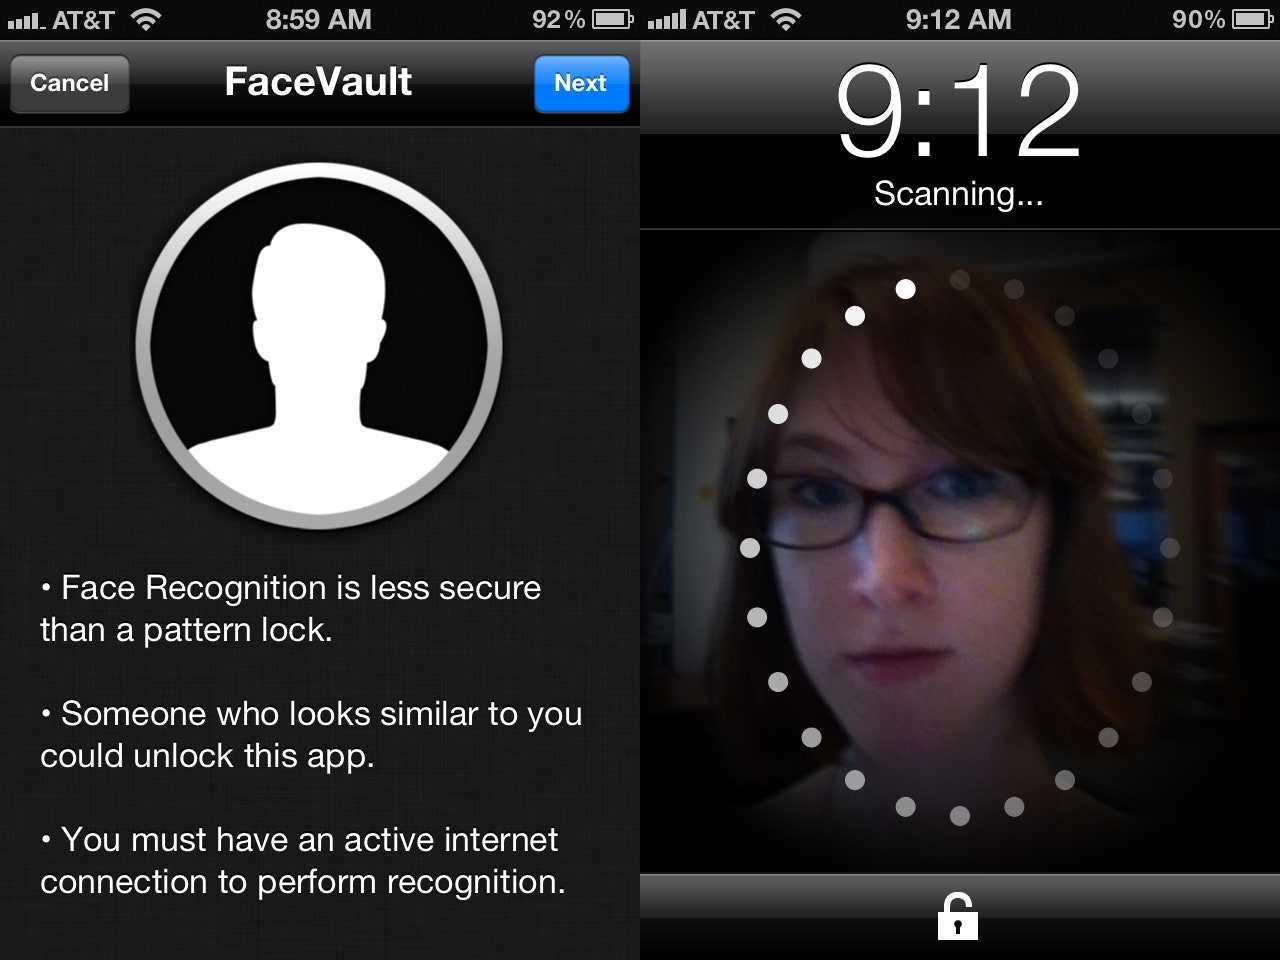 AT&T 8:59 AM 92%
Cancel FaceVault Next
• Face Recognition is less secure
than a pattern lock.
• Someone who looks similar to you
could unlock this app.
• You must have an active internet
connection to perform recognition.
AT&T 9:12 AM 90%
9:12
Scanning...